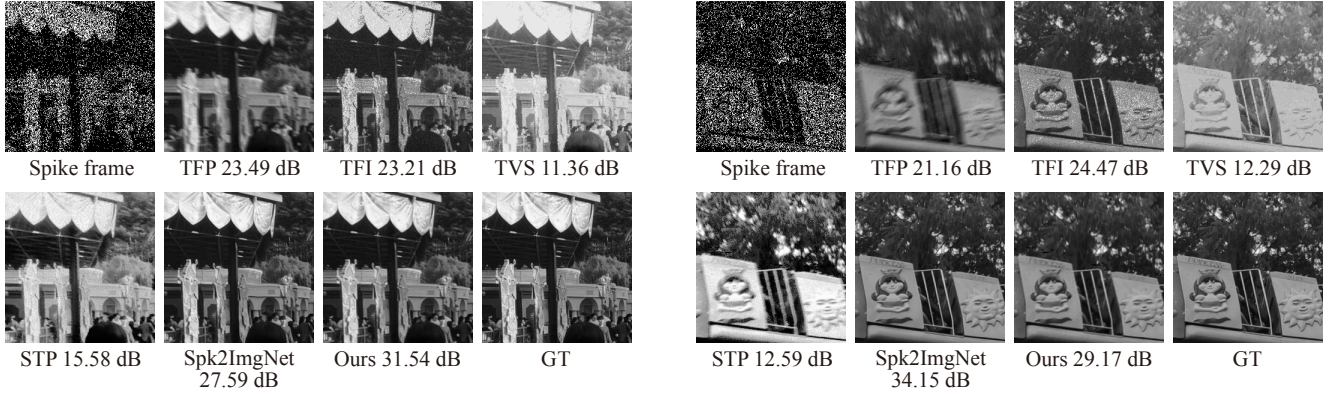 Spike frame
TFP 23.49 dB
TFI 23.21 dB
TVS 11.36 dB
STP 15.58 dB
Spk2ImgNet
27.59 dB
Ours 31.54 dB
GT
Spike frame
TFP 21.16 dB
TFI 24.47 dB
TVS 12.29 dB
STP 12.59 dB
Spk2ImgNet
34.15 dB
Ours 29.17 dB
GT